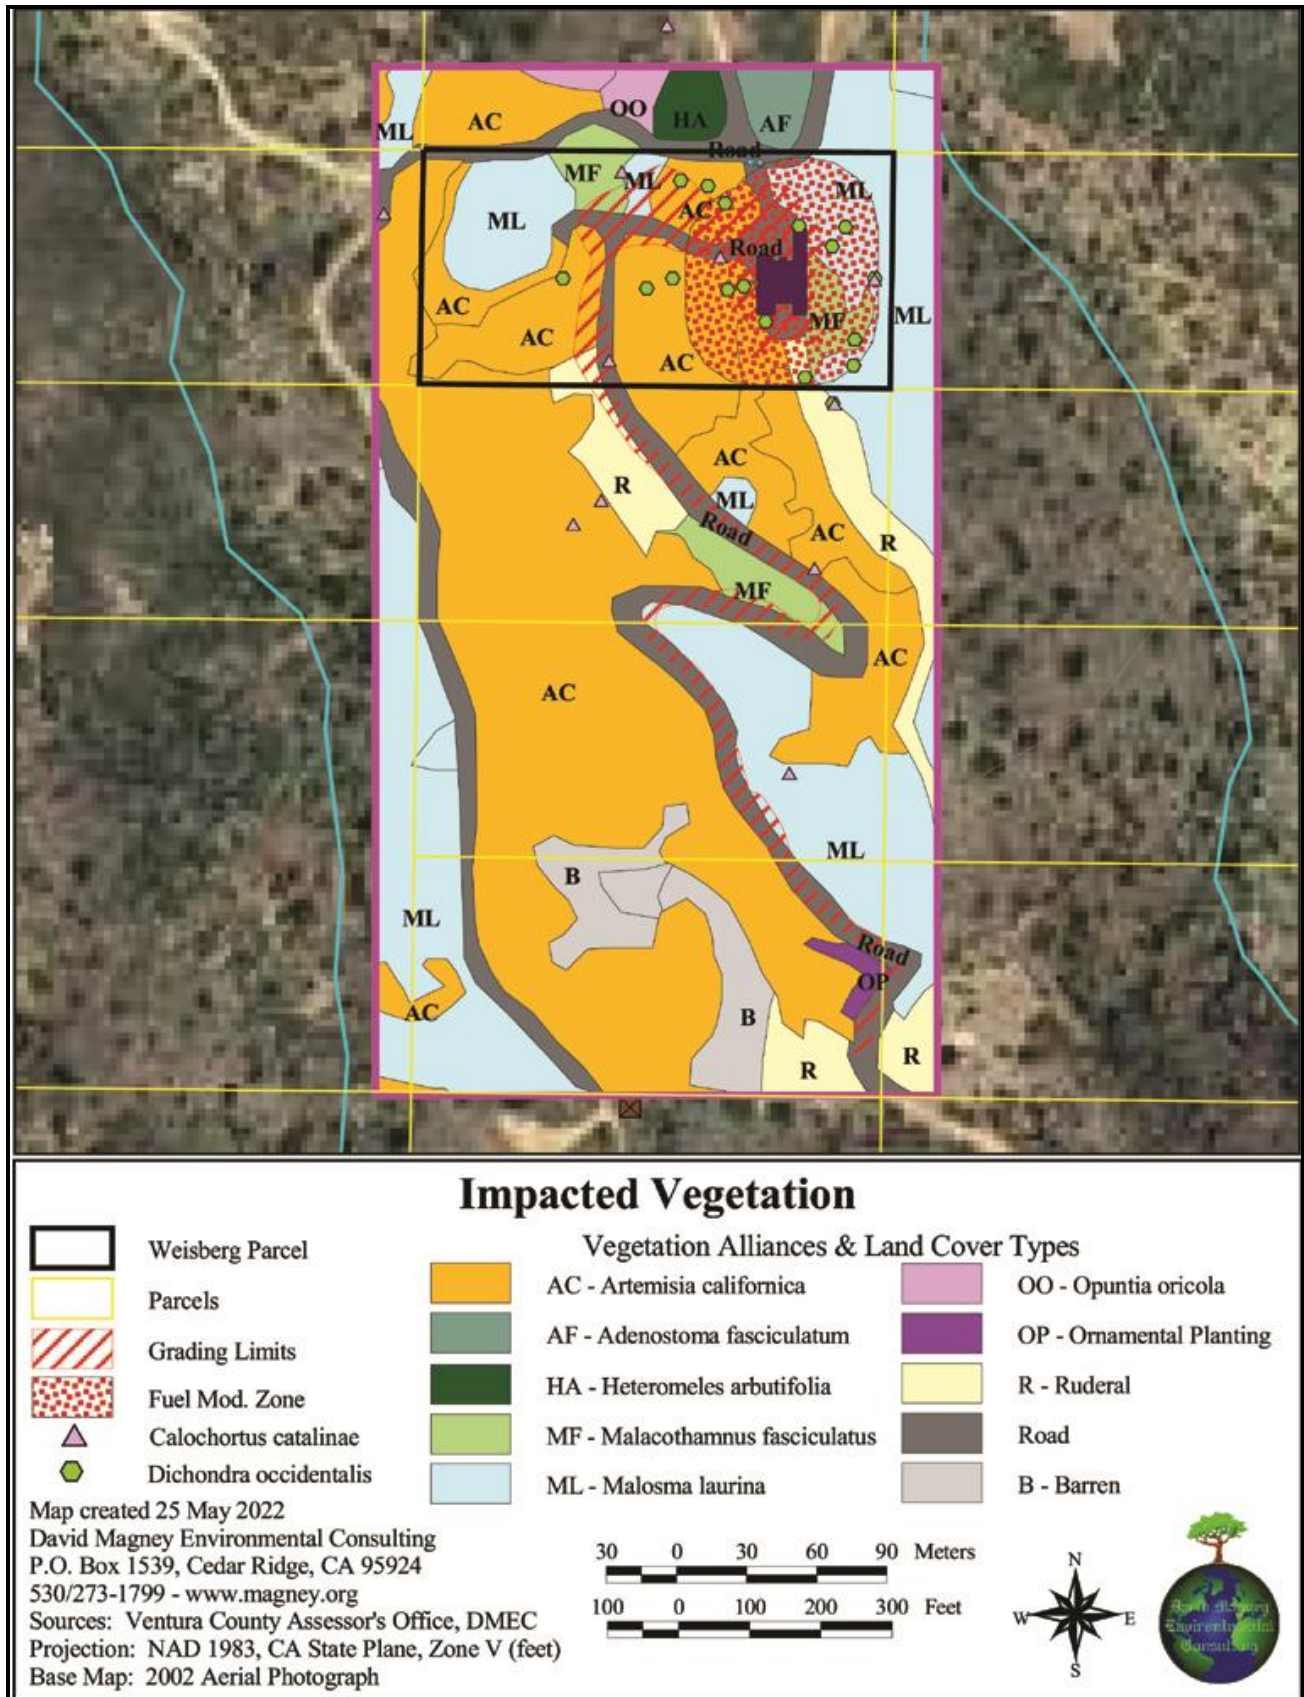 OO
HA
AF
AC
ML
Road
MF
ML
ML
AC
ML
Road
AC
MF
ML
AC
AC
AC
R
ML
Road
AC
AC
R
MF
AC
AC
ML
B
ML
Road
OP
AC
B
R
R
Impacted Vegetation
Weisberg Parcel
Parcels
Grading Limits
Fuel Mod. Zone
Calochortus catalinae
Dichondra occidentalis
Vegetation Alliances & Land Cover Types
AC - Artemisia californica
AF - Adenostoma fasciculatum
HA - Heteromeles arbutifolia
MF - Malacothamnus fasciculatus
ML - Malosma laurina
OO - Opuntia oricola
OP - Ornamental Planting
R - Ruderal
Road
B - Barren
Map created 25 May 2022
David Magney Environmental Consulting
P.O. Box 1539, Cedar Ridge, CA 95924
530/273-1799 - www.magney.org
Sources: Ventura County Assessor's Office, DMEC
Projection: NAD 1983, CA State Plane, Zone V (feet)
Base Map: 2002 Aerial Photograph
30 0 30 60 90 Meters
100 0 100 200 300 Feet
N
W E
S
David Magney
Environmental
Consulting